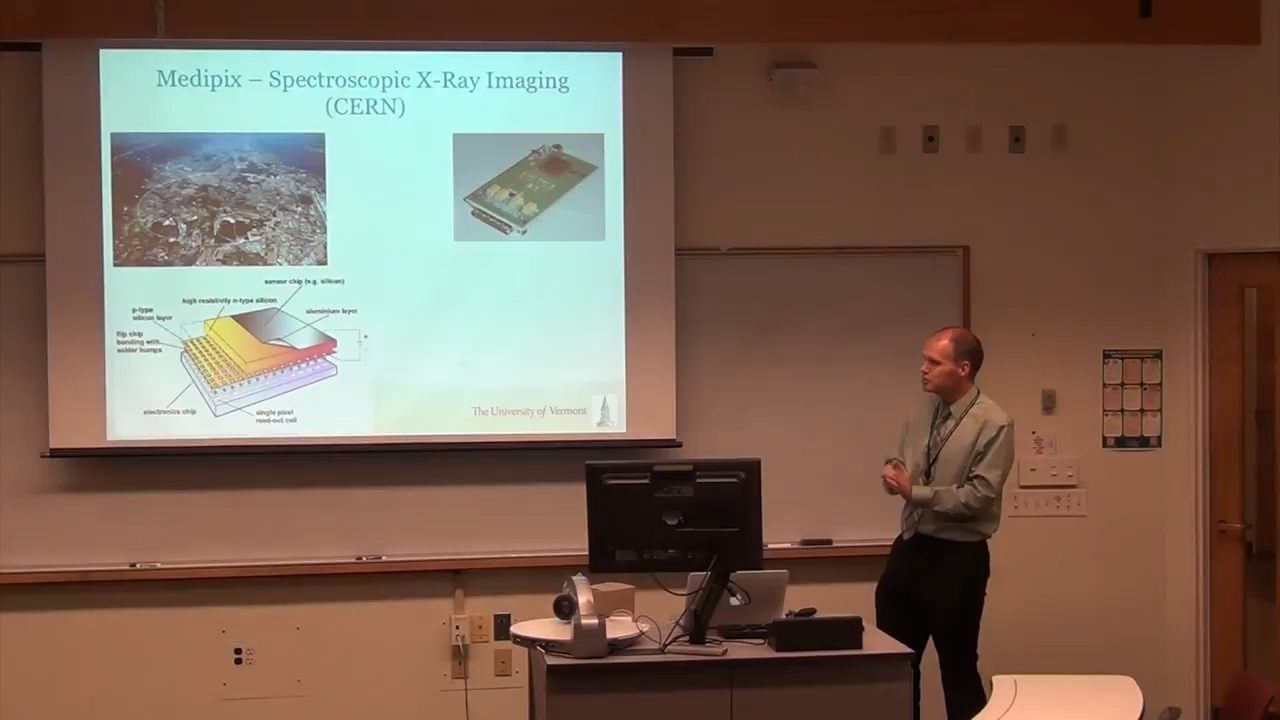 Medipix – Spectroscopic X-Ray Imaging
(CERN)
sensor chip (e.g. silicon)
high resistivity n-type silicon
aluminium layer
p-type
silicon layer
flip chip
bonding with
solder bumps
electronics chip
single pixel
read-out cell
The University of Vermont